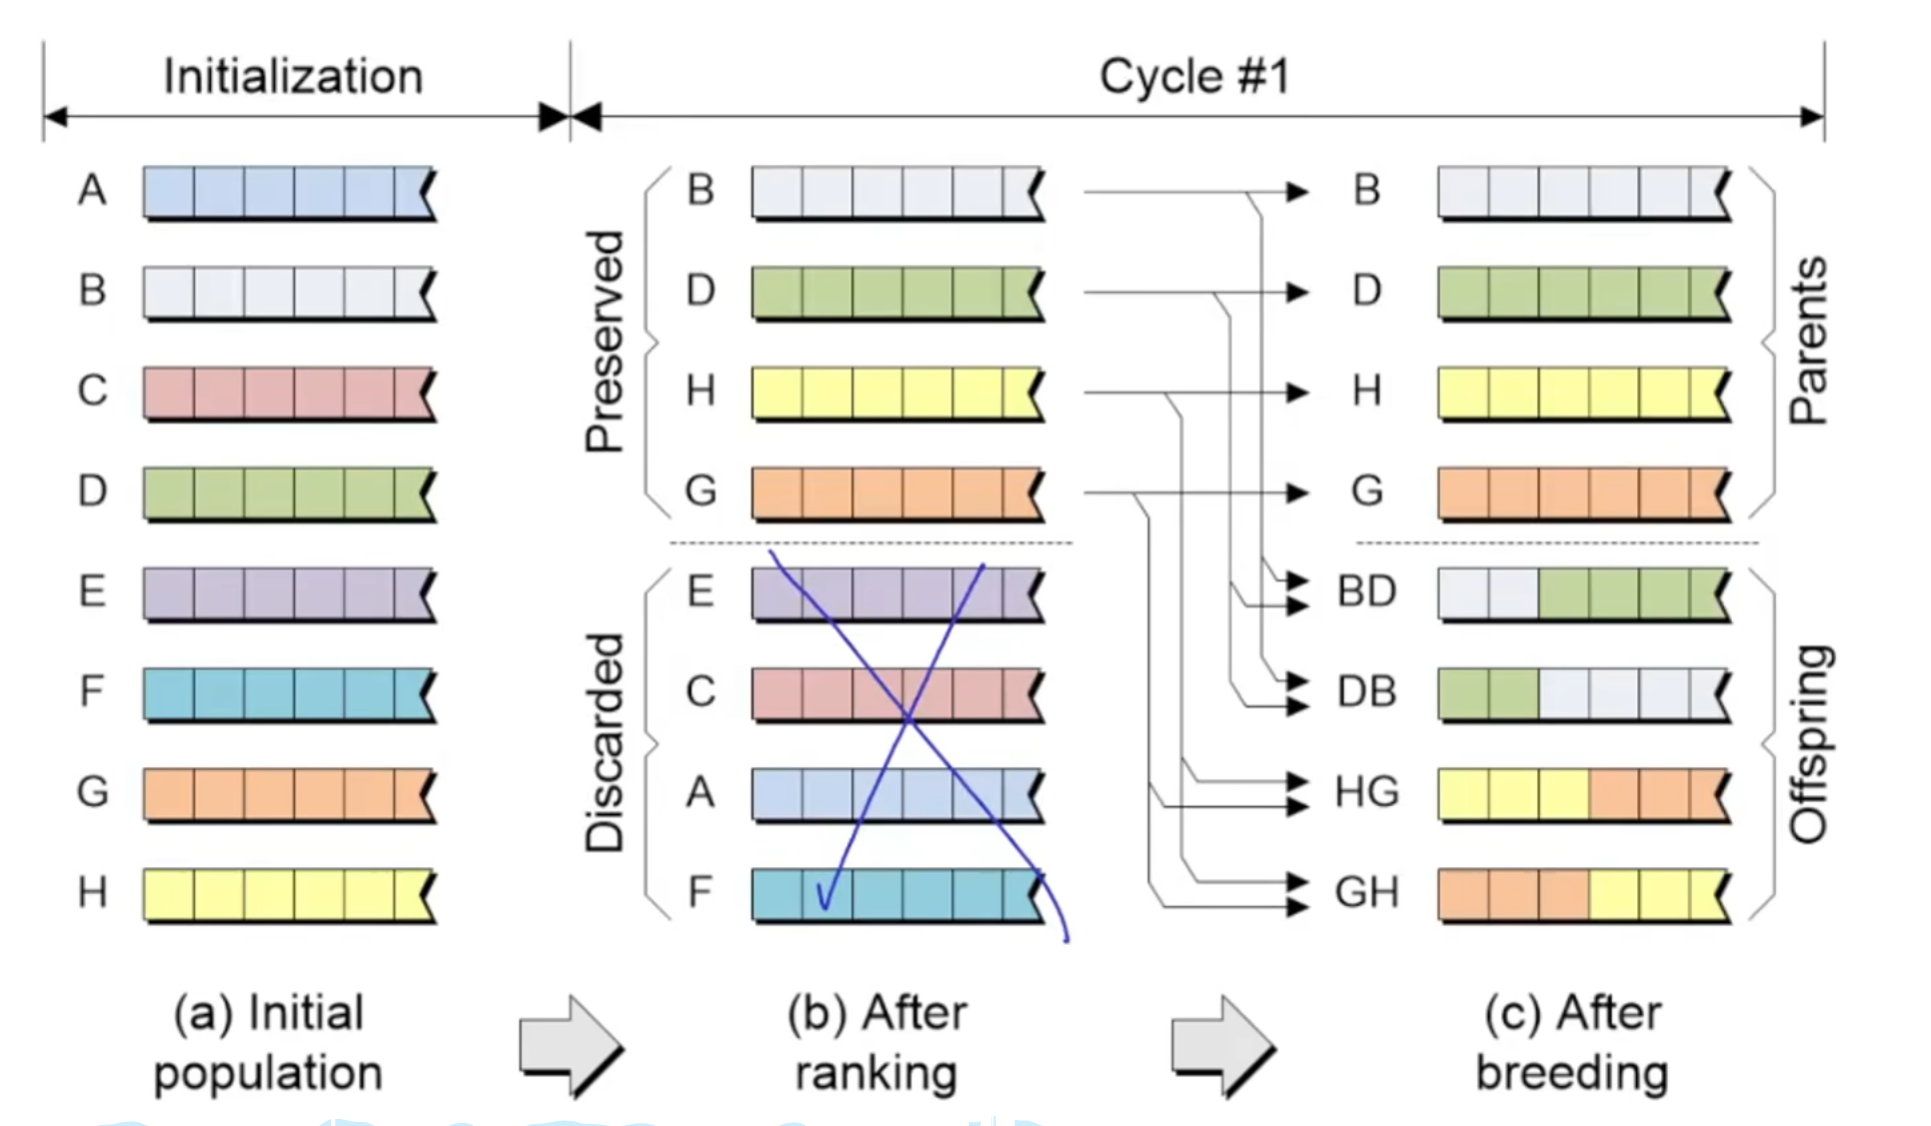 Initialization
Cycle #1
A
B
C
D
E
F
G
H
Preserved
B
D
H
G
Discarded
E
C
A
F
B
D
H
G
Parents
BD
DB
HG
GH
Offspring
(a) Initial
population
(b) After
ranking
(c) After
breeding